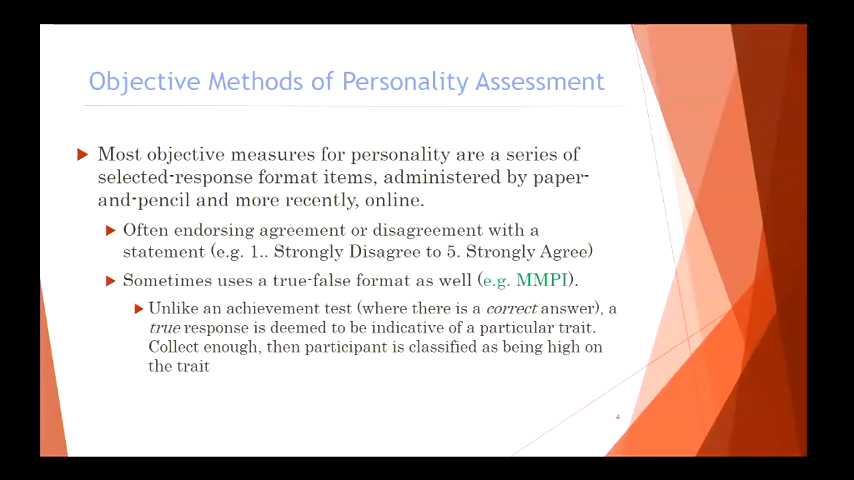 Objective Methods of Personality Assessment
Most objective measures for personality are a series of
selected-response format items, administered by paper-
and-pencil and more recently, online.
Often endorsing agreement or disagreement with a
statement (e.g. 1.. Strongly Disagree to 5. Strongly Agree)
Sometimes uses a true-false format as well (e.g. MMPI).
Unlike an achievement test (where there is a correct answer), a
true response is deemed to be indicative of a particular trait.
Collect enough, then participant is classified as being high on
the trait
4